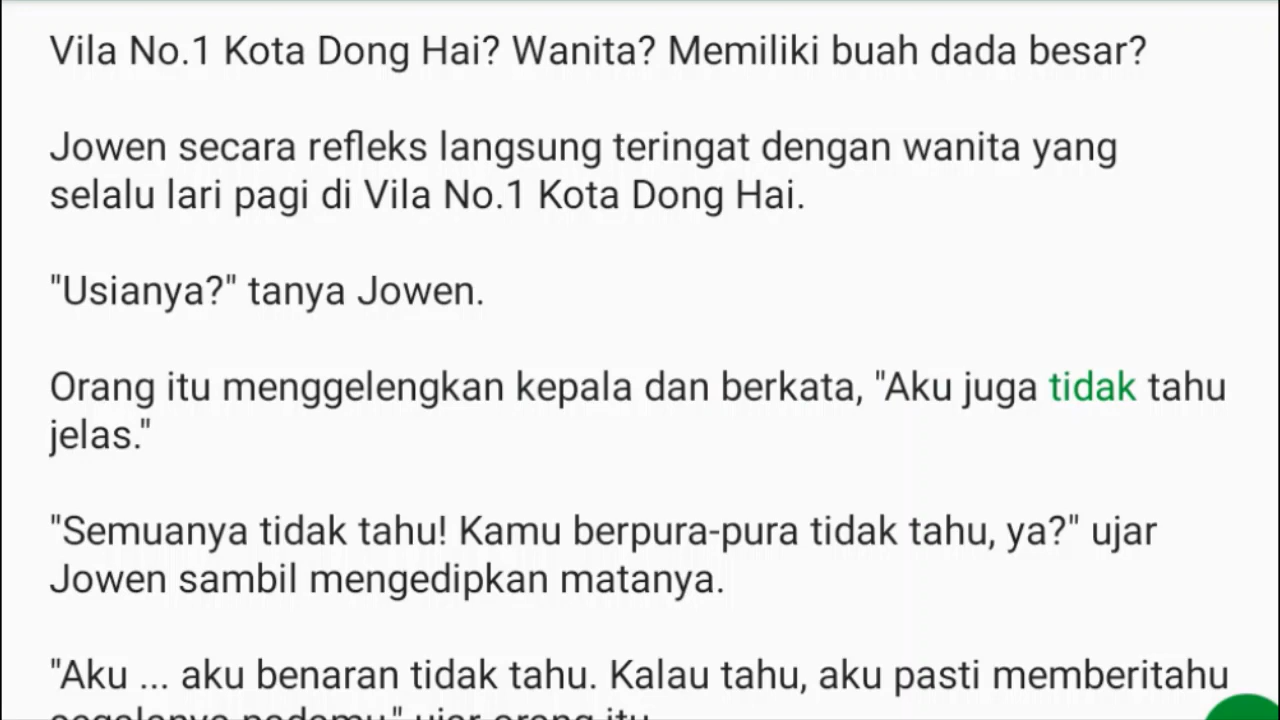 Vila No.1 Kota Dong Hai? Wanita? Memiliki buah dada besar?
Jowen secara refleks langsung teringat dengan wanita yang
selalu lari pagi di Vila No.1 Kota Dong Hai.
"Usianya?" tanya Jowen.
Orang itu menggelengkan kepala dan berkata, "Aku juga tidak tahu
jelas."
"Semuanya tidak tahu! Kamu berpura-pura tidak tahu, ya?" ujar
Jowen sambil mengedipkan matanya.
"Aku ... aku benaran tidak tahu. Kalau tahu, aku pasti memberitahu